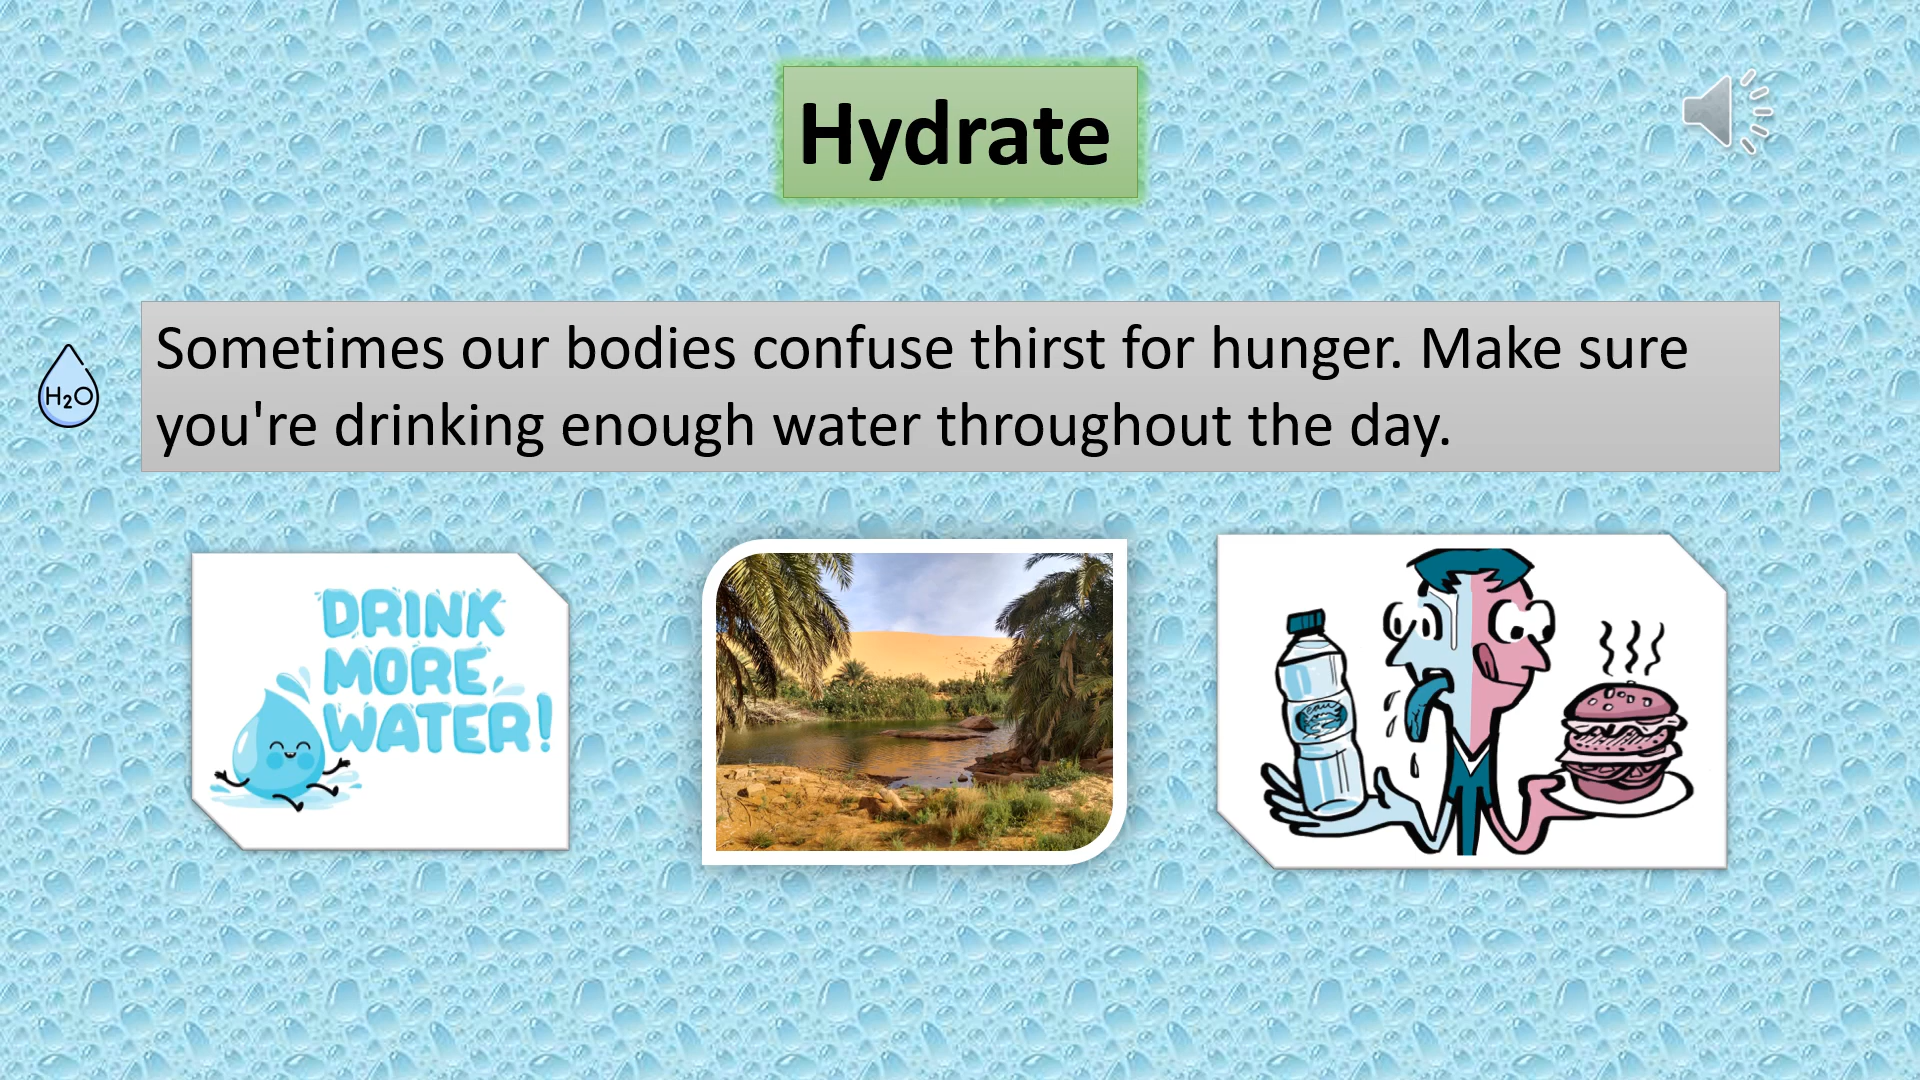 Hydrate
Sometimes our bodies confuse thirst for hunger. Make sure
you're drinking enough water throughout the day.
H₂O
DRINK
MORE
WATER!
eau